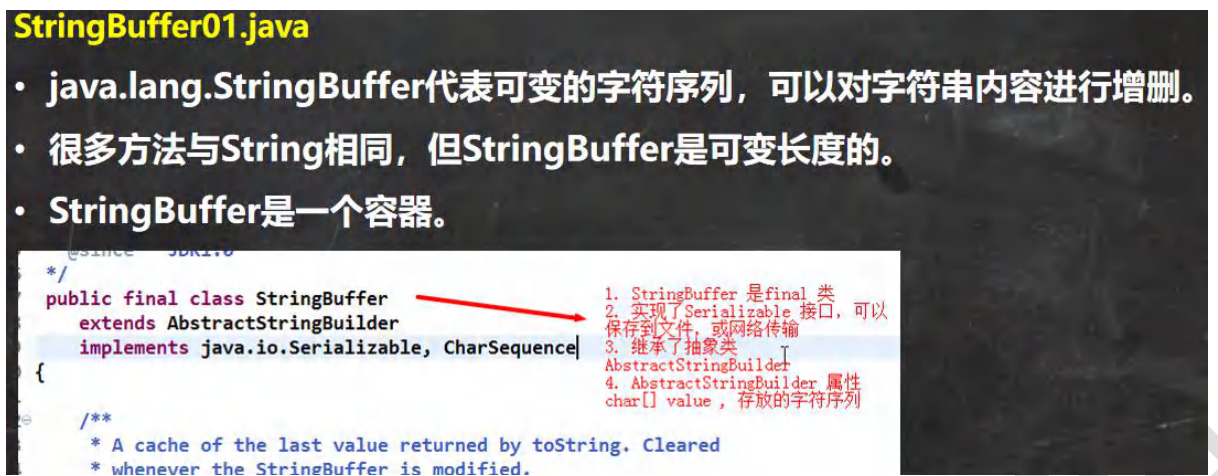 StringBuffer01.java
• java.lang.StringBuffer代表可变的字符序列，可以对字符串内容进行增删。
• 很多方法与String相同，但StringBuffer是可变长度的。
• StringBuffer是一个容器。
*/
public final class StringBuffer
extends AbstractStringBuilder
implements java.io.Serializable, CharSequence
{
/**
* A cache of the last value returned by toString. Cleared
* whenever the StringBuffer is modified.
1. StringBuffer 是final 类
2. 实现了Serializable 接口，可以
保存到文件，或网络传输
3. 继承了抽象类
AbstractStringBuilder
4. AbstractStringBuilder 属性
char[] value ，存放的字符序列